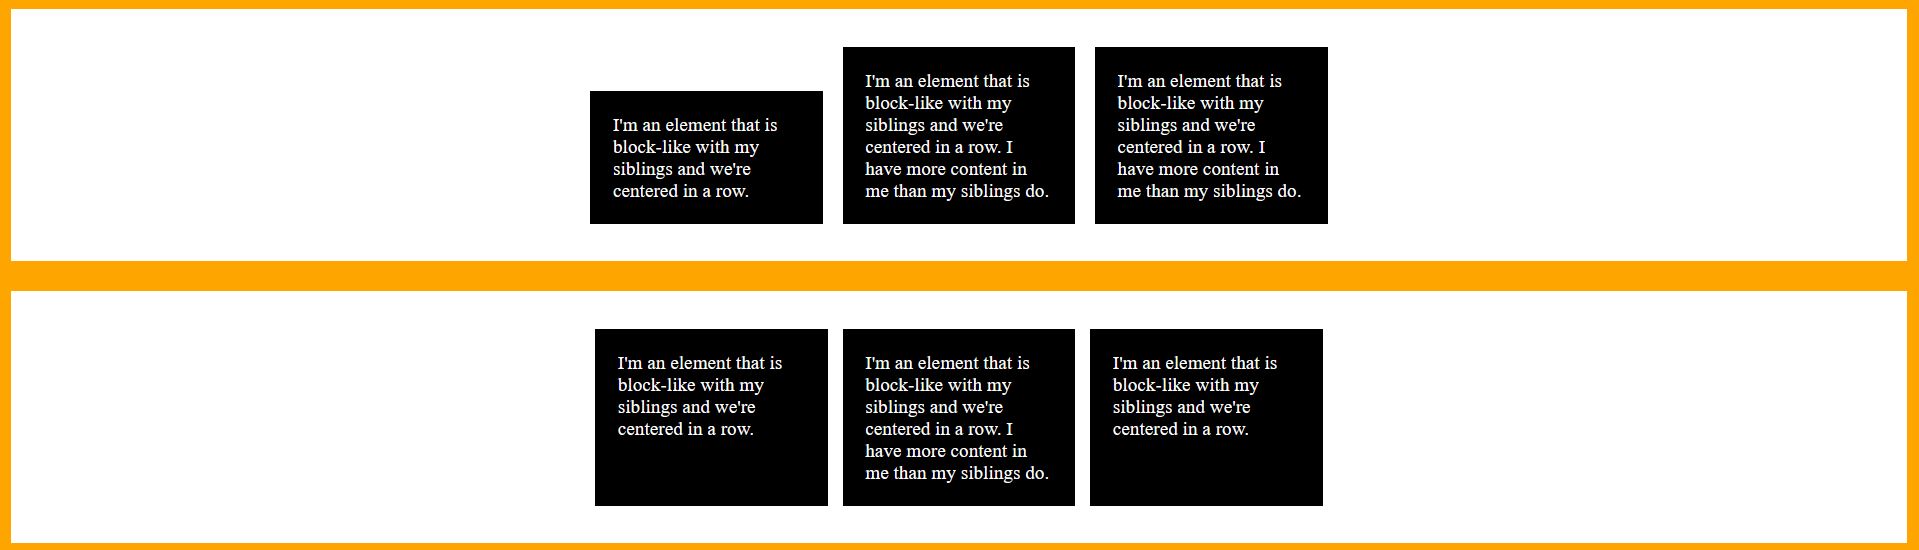 I'm an element that is
block-like with my
siblings and we're
centered in a row.
I'm an element that is
block-like with my
siblings and we're
centered in a row. I
have more content in
me than my siblings do.
I'm an element that is
block-like with my
siblings and we're
centered in a row. I
have more content in
me than my siblings do.
I'm an element that is
block-like with my
siblings and we're
centered in a row.
I'm an element that is
block-like with my
siblings and we're
centered in a row. I
have more content in
me than my siblings do.
I'm an element that is
block-like with my
siblings and we're
centered in a row.